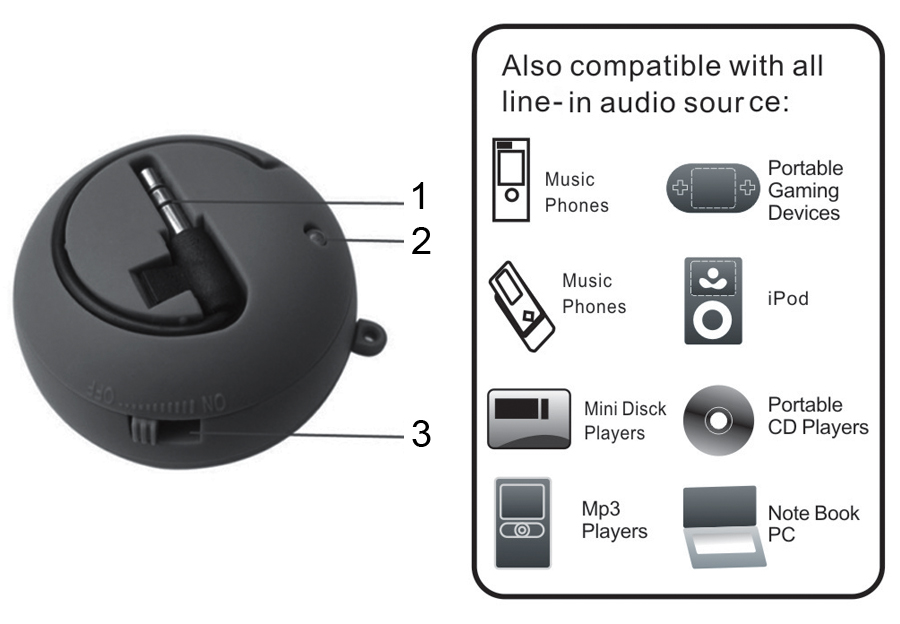 1
2
OFF
ON
3
Also compatible with all
line-in audio source:
Music
Phones
Portable
Gaming
Devices
Music
Phones
iPod
Mini Disck
Players
Portable
CD Players
Mp3
Players
Note Book
PC